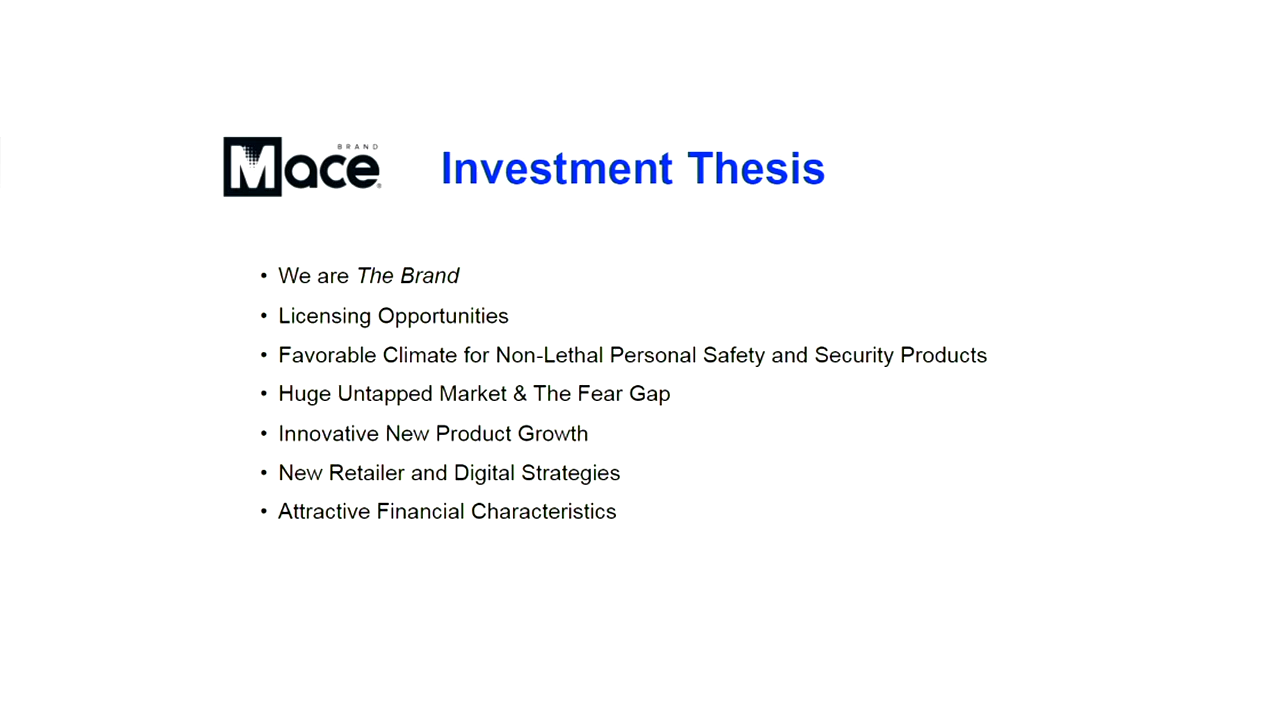 BRAND
Mace®
Investment Thesis
• We are The Brand
• Licensing Opportunities
• Favorable Climate for Non-Lethal Personal Safety and Security Products
• Huge Untapped Market & The Fear Gap
• Innovative New Product Growth
• New Retailer and Digital Strategies
• Attractive Financial Characteristics